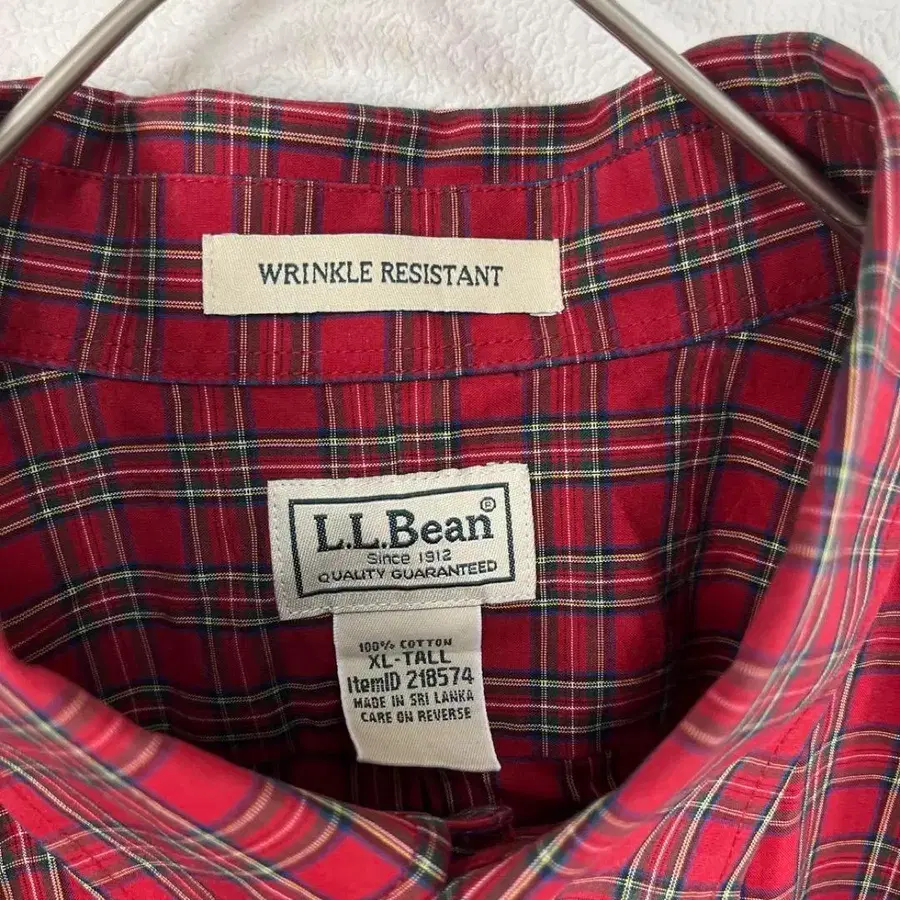 WRINKLE RESISTANT
L.L.Bean®
Since 1912
QUALITY GUARANTEED
100% COTTON
XL-TALL
ItemID 218574
MADE IN SRI LANKA
CARE ON REVERSE